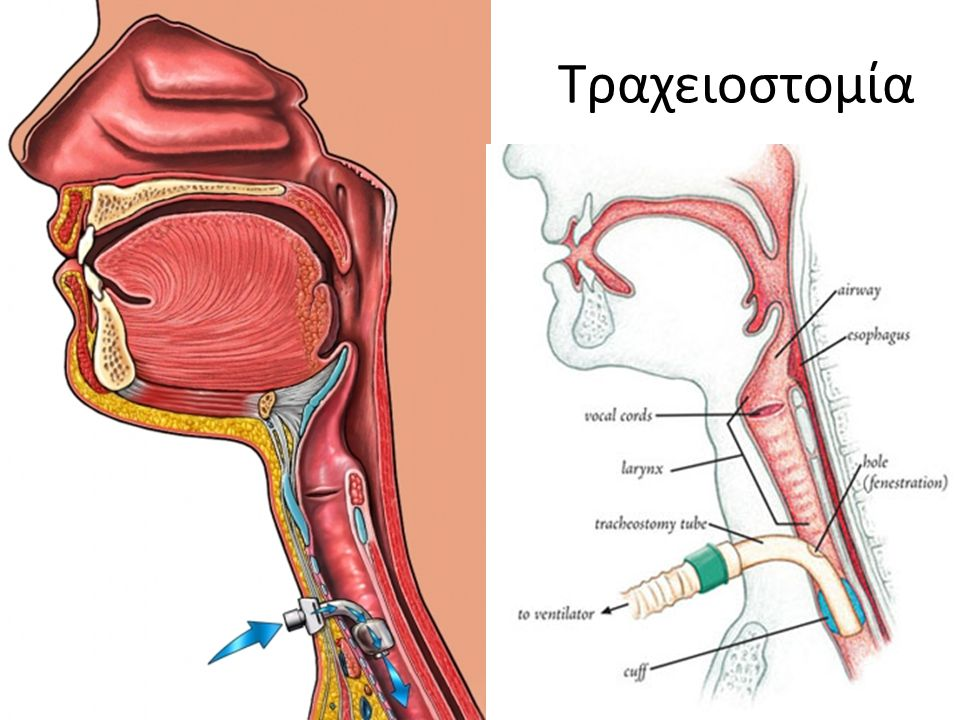 Τραχειοστομία
airway
esophagus
vocal cords
larynx
hole
(fenestration)
tracheostomy tube
to ventilator
cuff